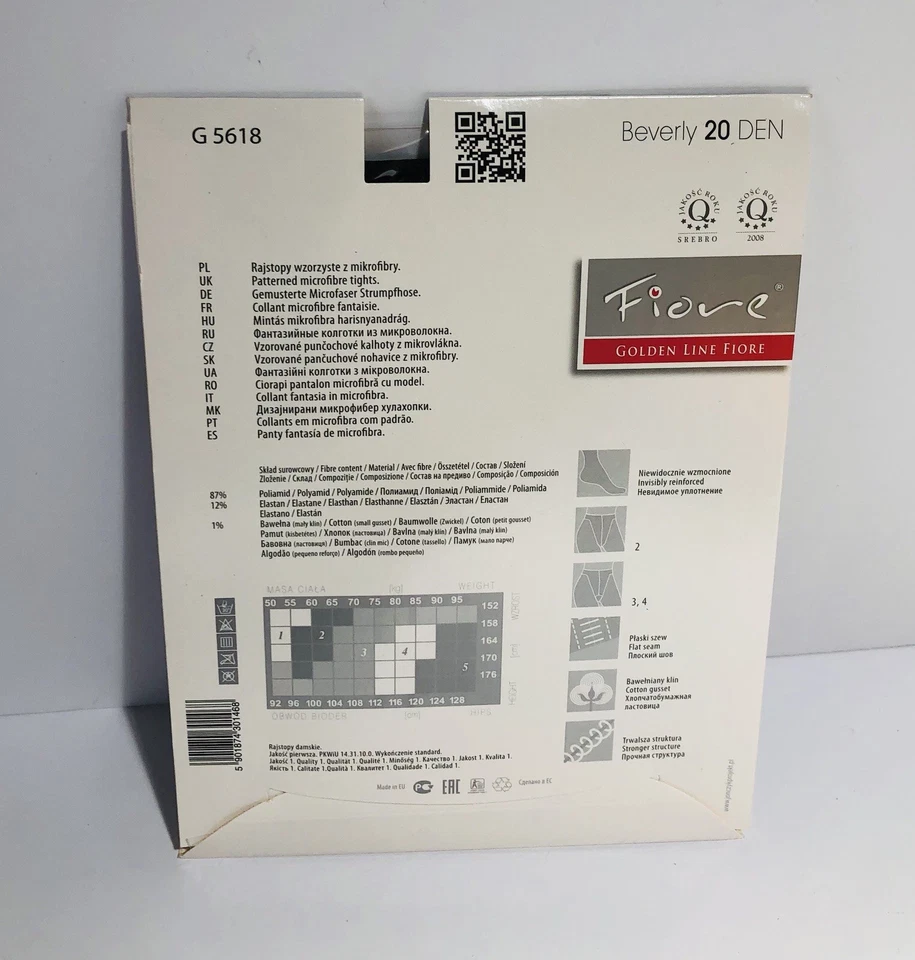 G 5618
Beverly 20 DEN
JAKOŚĆ ROKU
Q
SREBRO
JAKOŚĆ ROKU
Q
2008
Fiore®
GOLDEN LINE FIORE
PL Rajstopy wzorzyste z mikrofibry.
UK Patterned microfibre tights.
DE Gemusterte Microfaser Strumpfhose.
FR Collant microfibre fantaisie.
HU Mintás mikrofibra harisnyanadrág.
RU Фантазийные колготки из микроволокна.
CZ Vzorované punčochové kalhoty z mikrovlákna.
SK Vzorované pančuchové nohavice z mikrofibry.
UA Фантазійні колготки з мікроволокна.
RO Ciorapi pantalon microfibră cu model.
IT Collant fantasia in microfibra.
MK Дизајнирани микрофибер хулахопки.
PT Collants em microfibra com padrão.
ES Panty fantasía de microfibra.
Skład surowcowy / Fibre content / Material / Avec fibre / Összetétel / Состав / Složení
Zloženie / Склад / Compoziție / Composizione / Состав на предиво / Composição / Composición
87% Poliamid / Polyamid / Polyamide / Полиамид / Поліамід / Poliammide / Poliamida
12% Elastan / Elastane / Elasthan / Elasthanne / Elasztán / Эластан / Еластан
Elastano / Elastán
1% Bawełna (mały klin) / Cotton (small gusset) / Baumwolle (Zwickel) / Coton (petit gousset)
Pamut (kisbetétes) / Хлопок (ластовица) / Bavlna (malý klín) / Bavlna (malý klín)
Бавовна (ластовиця) / Bumbac (clin mic) / Cotone (tassello) / Памук (мало парче)
Algodão (pequeno reforço) / Algodón (rombo pequeño)
Niewidocznie wzmocnione
Invisibly reinforced
Невидимое уплотнение
2
3, 4
Płaski szew
Flat seam
Плоский шов
Bawełniany klin
Cotton gusset
Хлопчатобумажная
ластовица
Trwalsza struktura
Stronger structure
Прочная структура
MASA CIAŁA [kg] WEIGHT
50 55 60 65 70 75 80 85 90 95
152
158
164
170
176
WZROST [cm] HEIGHT
1 2 3 4 5
92 96 100 104 108 112 116 120 124 128
OBWÓD BIODER [cm] HIPS
5 901874 301468
Rajstopy damskie.
Jakość pierwsza. PKWiU 14.31.10.0. Wykończenie standard.
Jakość 1. Quality 1. Qualität 1. Qualité 1. Minőség 1. Качество 1. Jakost 1. Kvalita 1.
Якість 1. Calitate 1. Qualità 1. Квалитет 1. Qualidade 1. Calidad 1.
Made in EU
EAC
Сделано в ЕС